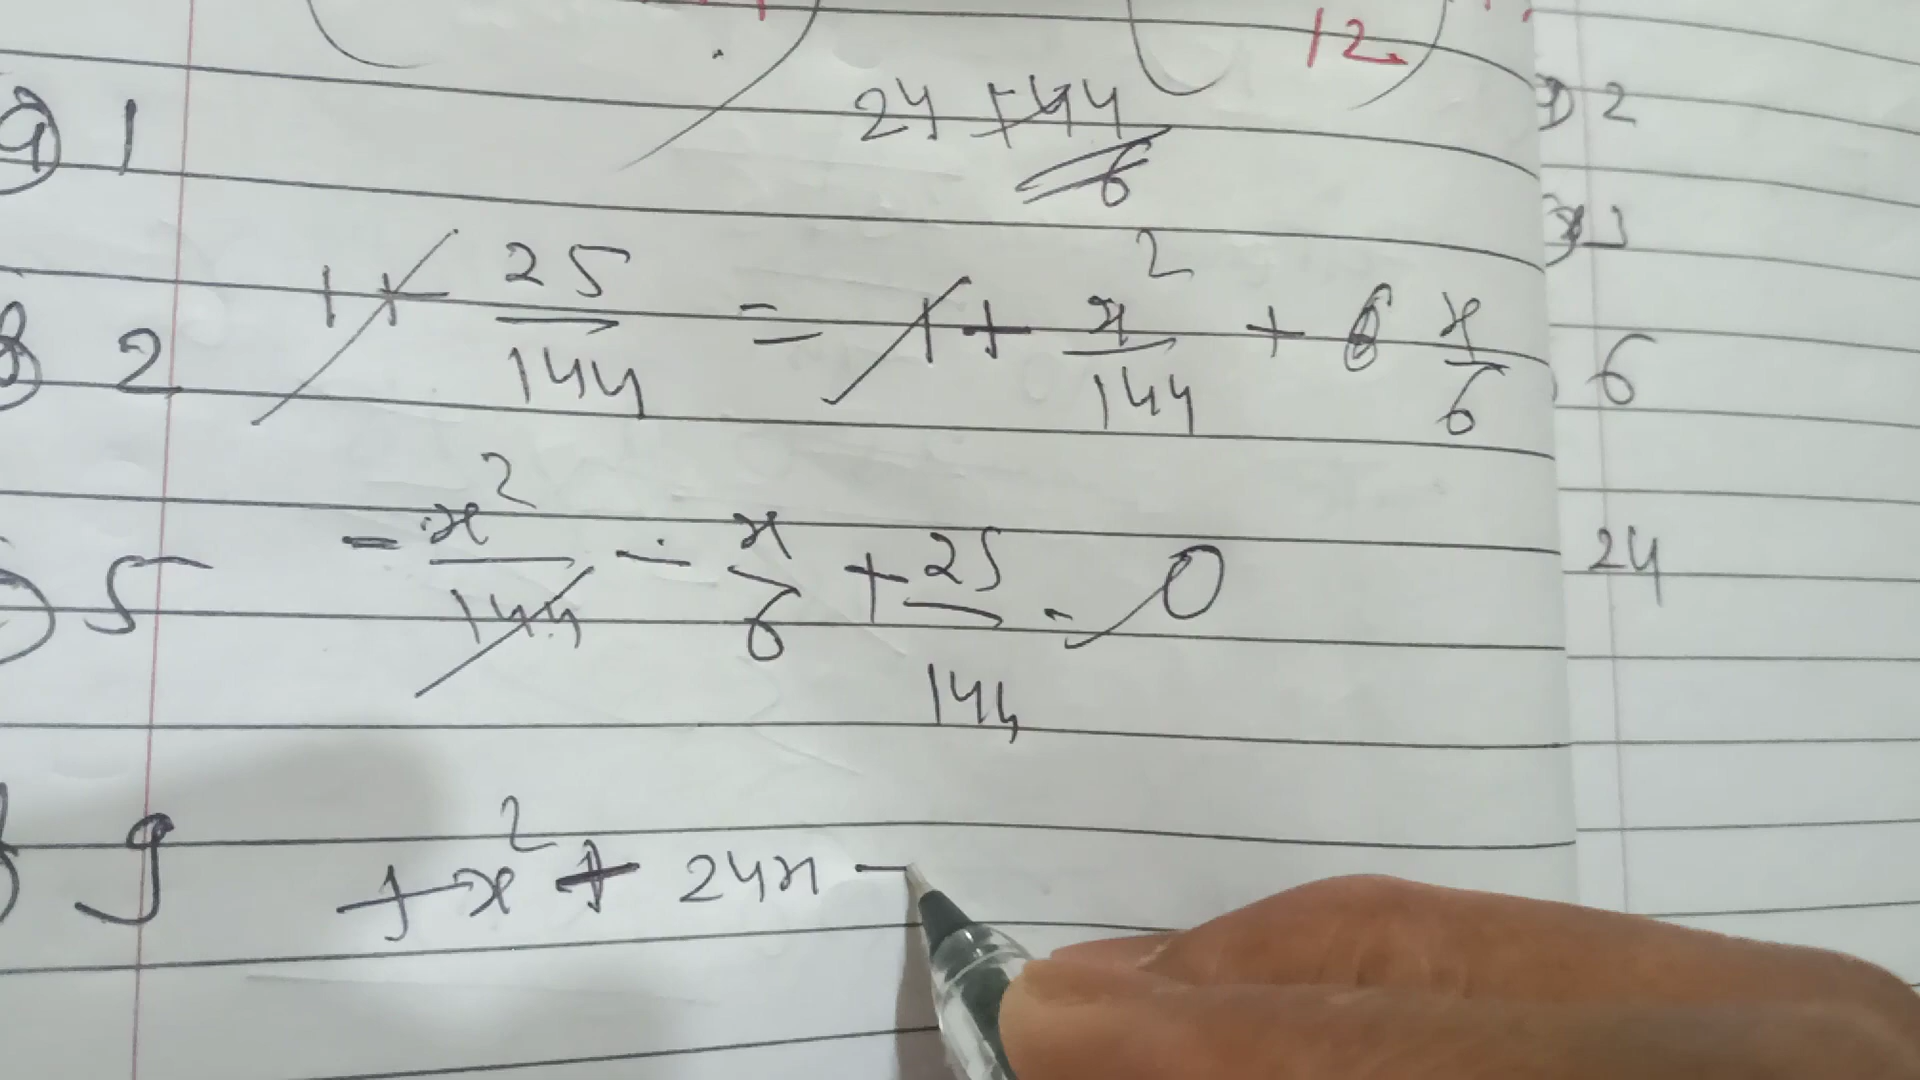 12
24 144
6
a) 1
1 + 25/144 = 1 + x²/144 + x/6
2
- x²/144 - x/6 + 25/144 = 0
5
9 + x² + 24x -
2
6
24